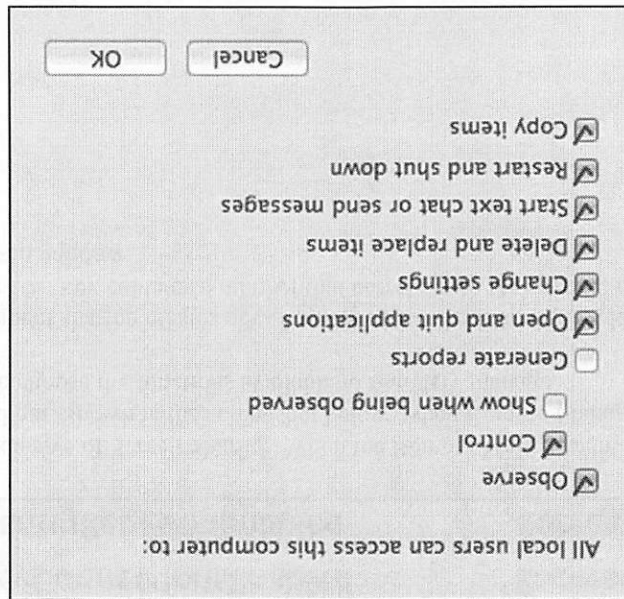 All local users can access this computer to:
Observe
Control
Show when being observed
Generate reports
Open and quit applications
Change settings
Delete and replace items
Start text chat or send messages
Restart and shut down
Copy items
Cancel OK